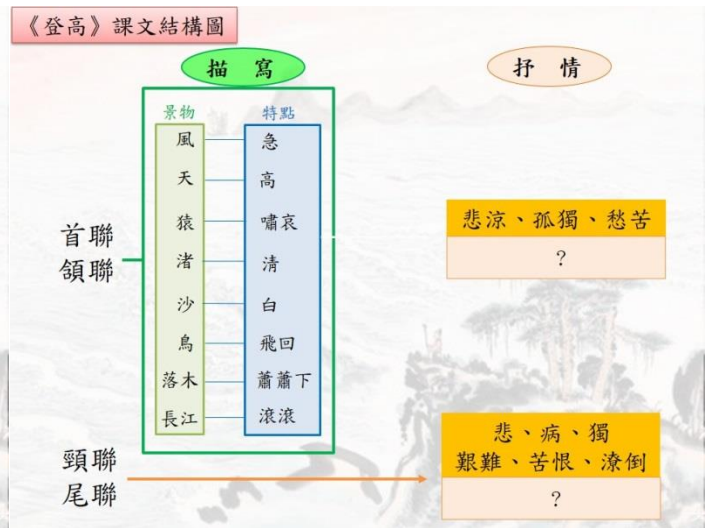 《登高》課文結構圖
描 寫
抒 情
景物 特點
風 急
天 高
猿 嘯哀
渚 清
沙 白
鳥 飛回
落木 蕭蕭下
長江 滾滾
首聯
頷聯
悲涼、孤獨、愁苦
?
頸聯
尾聯
悲、病、獨
艱難、苦恨、潦倒
?